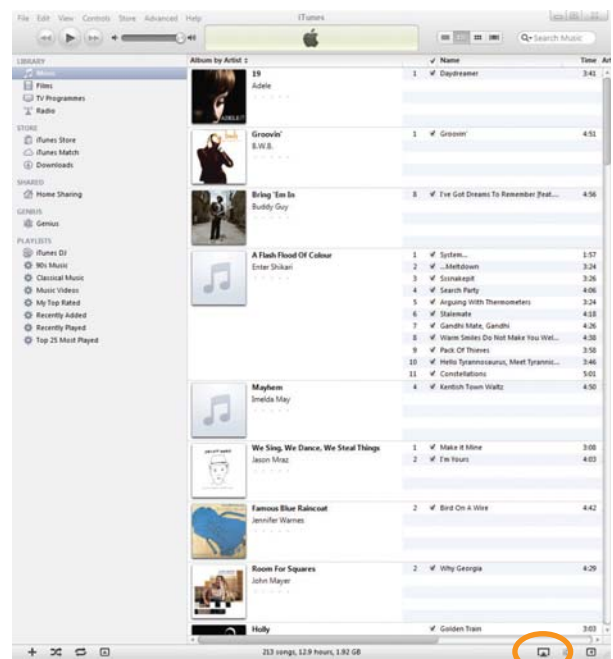 File Edit View Controls Store Advanced Help
iTunes
Search Music
LIBRARY
Music
Films
TV Programmes
Radio
STORE
iTunes Store
iTunes Match
Downloads
SHARED
Home Sharing
GENIUS
Genius
PLAYLISTS
iTunes DJ
90s Music
Classical Music
Music Videos
My Top Rated
Recently Added
Recently Played
Top 25 Most Played
Album by Artist Name Time Art
19 1 Daydreamer 3:41
Adele
Groovin' 1 Groovin' 4:51
B.W.B.
Bring 'Em In 8 I've Got Dreams To Remember [feat... 4:56
Buddy Guy
A Flash Flood Of Colour 1 System... 1:57
Enter Shikari 2 ...Meltdown 3:24
3 Sssnakepit 3:26
4 Search Party 4:06
5 Arguing With Thermometers 3:24
6 Stalemate 4:18
7 Gandhi Mate, Gandhi 4:26
8 Warm Smiles Do Not Make You Wel... 4:38
9 Pack Of Thieves 3:58
10 Hello Tyrannosaurus, Meet Tyrannic... 3:46
11 Constellations 5:01
Mayhem 4 Kentish Town Waltz 4:50
Imelda May
We Sing, We Dance, We Steal Things 1 Make it Mine 3:08
Jason Mraz 2 I'm Yours 4:03
Famous Blue Raincoat 2 Bird On A Wire 4:42
Jennifer Warnes
Room For Squares 2 Why Georgia 4:29
John Mayer
Holly Golden Train 3:03
213 songs, 12.9 hours, 1.92 GB